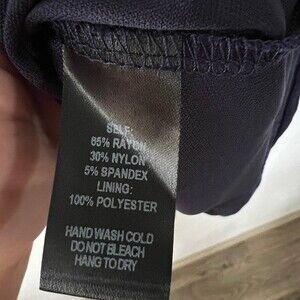 SELF:
65% RAYON
30% NYLON
5% SPANDEX
LINING:
100% POLYESTER
HAND WASH COLD
DO NOT BLEACH
HANG TO DRY